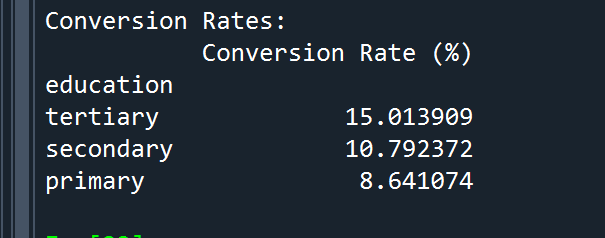 Conversion Rates:
Conversion Rate (%)
education
tertiary 15.013909
secondary 10.792372
primary 8.641074